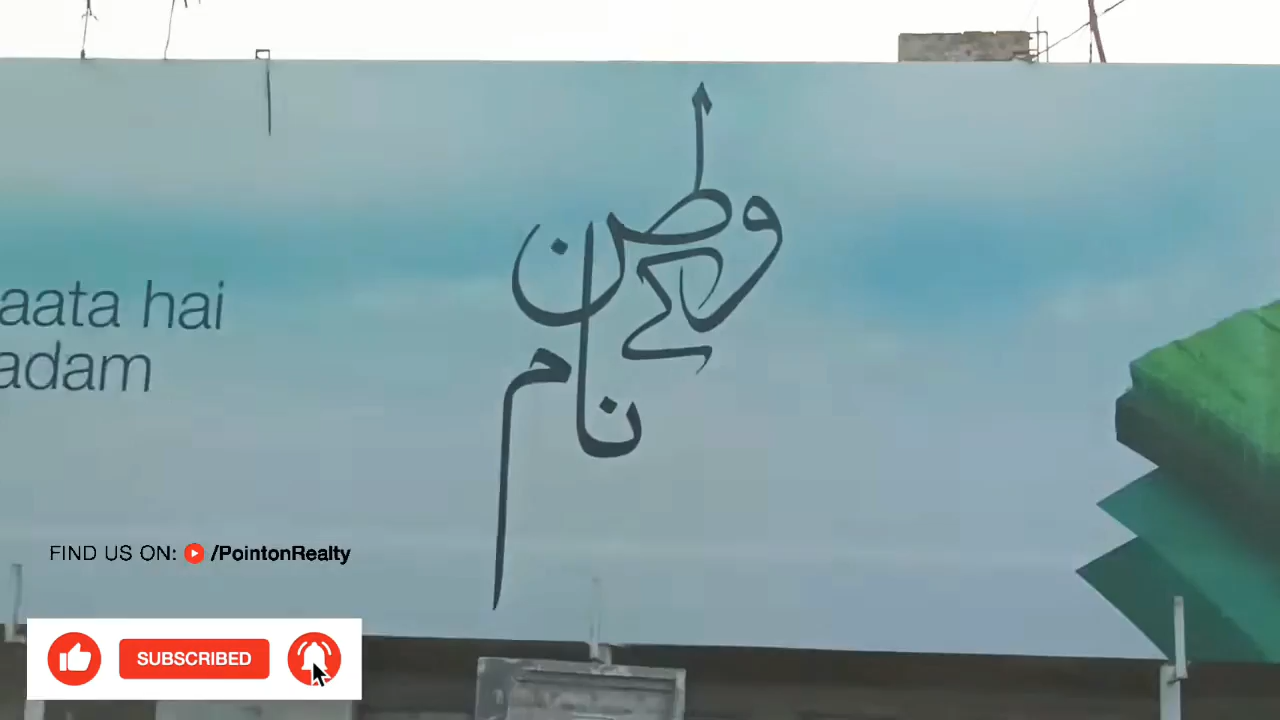 وطن
کے
نام
aata hai
adam
FIND US ON: /PointonRealty
SUBSCRIBED